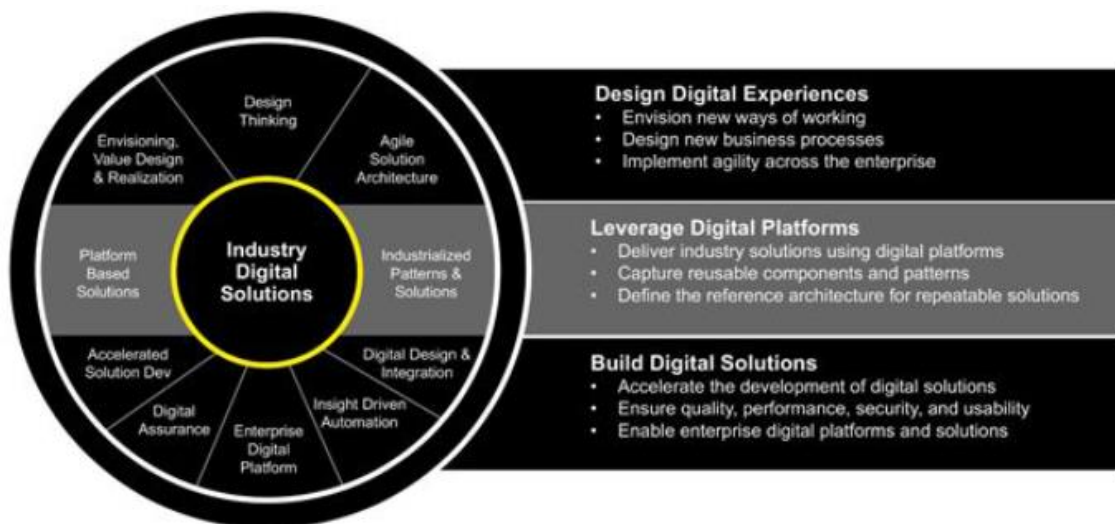 Design
Thinking
Envisioning,
Value Design
& Realization
Agile
Solution
Architecture
Platform
Based
Solutions
Industry
Digital
Solutions
Industrialized
Patterns &
Solutions
Accelerated
Solution Dev
Digital Design &
Integration
Digital
Assurance
Enterprise
Digital
Platform
Insight Driven
Automation
Design Digital Experiences
• Envision new ways of working
• Design new business processes
• Implement agility across the enterprise
Leverage Digital Platforms
• Deliver industry solutions using digital platforms
• Capture reusable components and patterns
• Define the reference architecture for repeatable solutions
Build Digital Solutions
• Accelerate the development of digital solutions
• Ensure quality, performance, security, and usability
• Enable enterprise digital platforms and solutions